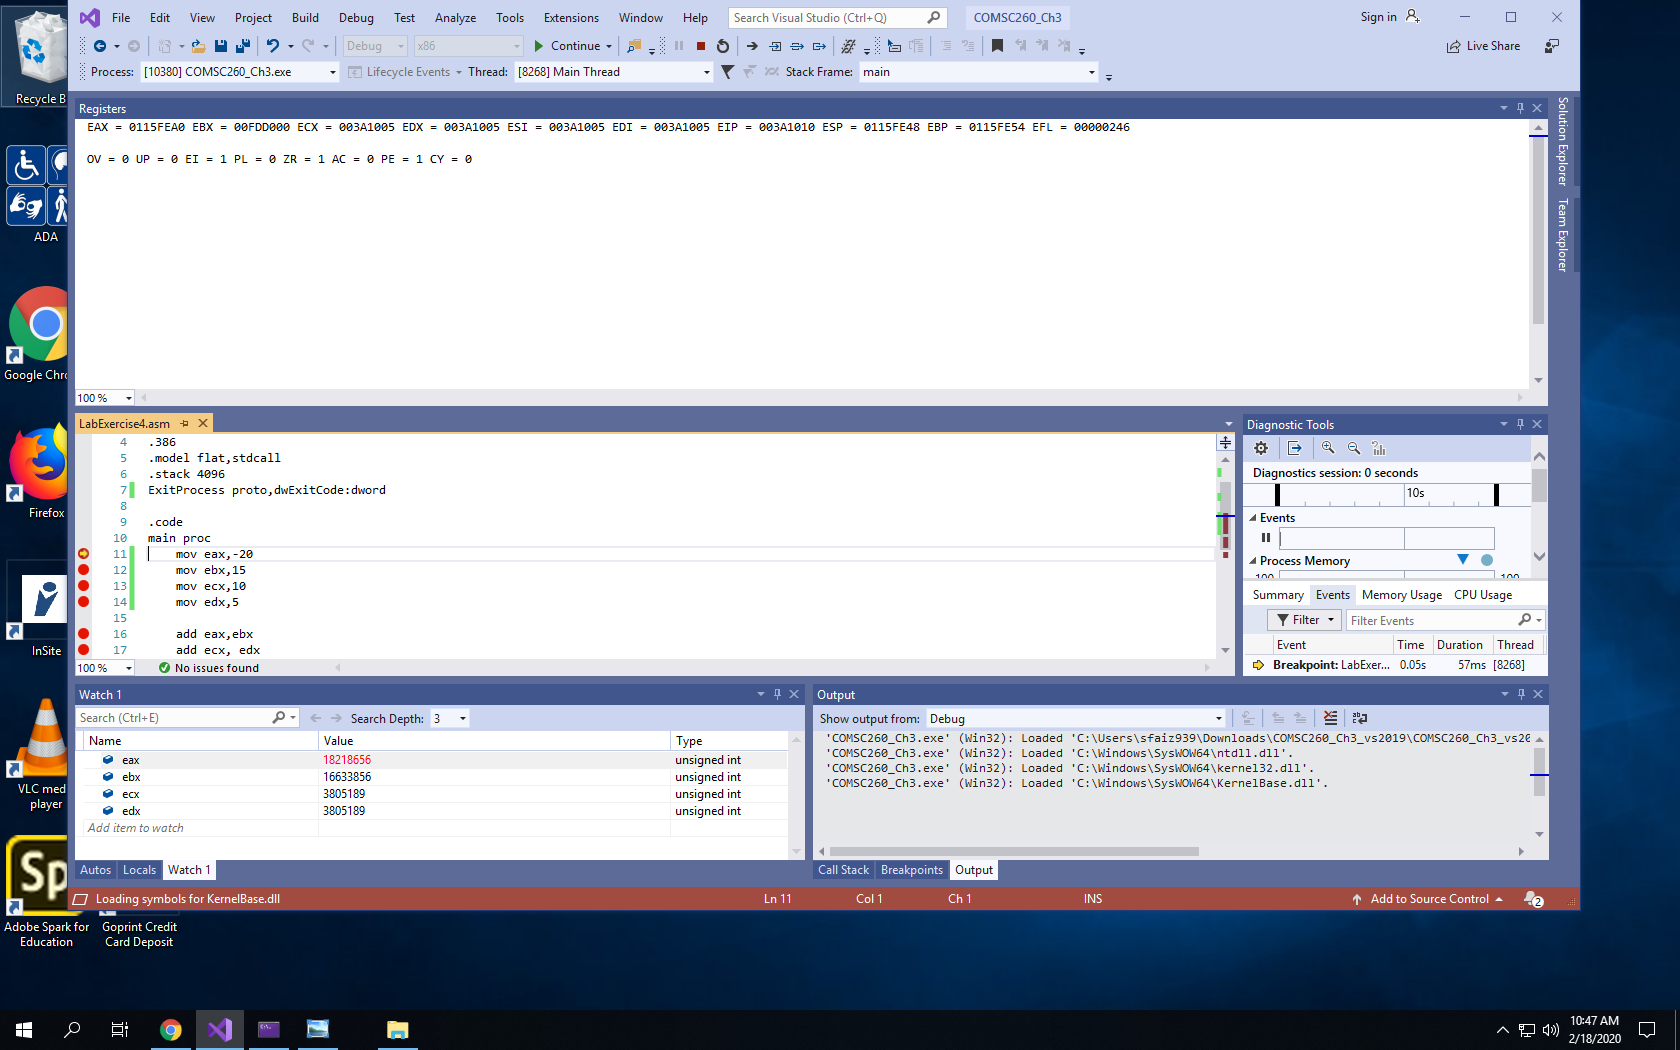 File Edit View Project Build Debug Test Analyze Tools Extensions Window Help Search Visual Studio (Ctrl+Q) COMSC260_Ch3 Sign in
Debug x86 Continue Live Share
Process: [10380] COMSC260_Ch3.exe Lifecycle Events Thread: [8268] Main Thread Stack Frame: main
Recycle B
ADA
Google Chro
Firefox
InSite
VLC med
player
Adobe Spark for
Education
Goprint Credit
Card Deposit
Registers
EAX = 0115FEA0 EBX = 00FDD000 ECX = 003A1005 EDX = 003A1005 ESI = 003A1005 EDI = 003A1005 EIP = 003A1010 ESP = 0115FE48 EBP = 0115FE54 EFL = 00000246
OV = 0 UP = 0 EI = 1 PL = 0 ZR = 1 AC = 0 PE = 1 CY = 0
100 %
Solution Explorer
Team Explorer
LabExercise4.asm
4 .386
5 .model flat,stdcall
6 .stack 4096
7 ExitProcess proto,dwExitCode:dword
8
9 .code
10 main proc
11 mov eax,-20
12 mov ebx,15
13 mov ecx,10
14 mov edx,5
15
16 add eax,ebx
17 add ecx, edx
100 % No issues found
Diagnostic Tools
Diagnostics session: 0 seconds
10s
Events
Process Memory
100 100
Summary Events Memory Usage CPU Usage
Filter Filter Events
Event Time Duration Thread
Breakpoint: LabExer... 0.05s 57ms [8268]
Watch 1
Search (Ctrl+E) Search Depth: 3
Name Value Type
eax 18218656 unsigned int
ebx 16633856 unsigned int
ecx 3805189 unsigned int
edx 3805189 unsigned int
Add item to watch
Autos Locals Watch 1
Output
Show output from: Debug
'COMSC260_Ch3.exe' (Win32): Loaded 'C:\Users\sfaiz939\Downloads\COMSC260_Ch3_vs2019\COMSC260_Ch3_vs20
'COMSC260_Ch3.exe' (Win32): Loaded 'C:\Windows\SysWOW64\ntdll.dll'.
'COMSC260_Ch3.exe' (Win32): Loaded 'C:\Windows\SysWOW64\kernel32.dll'.
'COMSC260_Ch3.exe' (Win32): Loaded 'C:\Windows\SysWOW64\KernelBase.dll'.
Call Stack Breakpoints Output
Loading symbols for KernelBase.dll Ln 11 Col 1 Ch 1 INS Add to Source Control 2
10:47 AM
2/18/2020